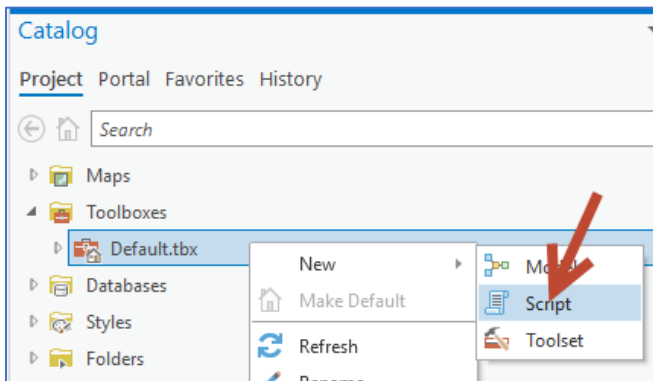 Catalog
Project Portal Favorites History
Search
Maps
Toolboxes
Default.tbx
New
Script
Make Default
Toolset
Databases
Styles
Refresh
Folders